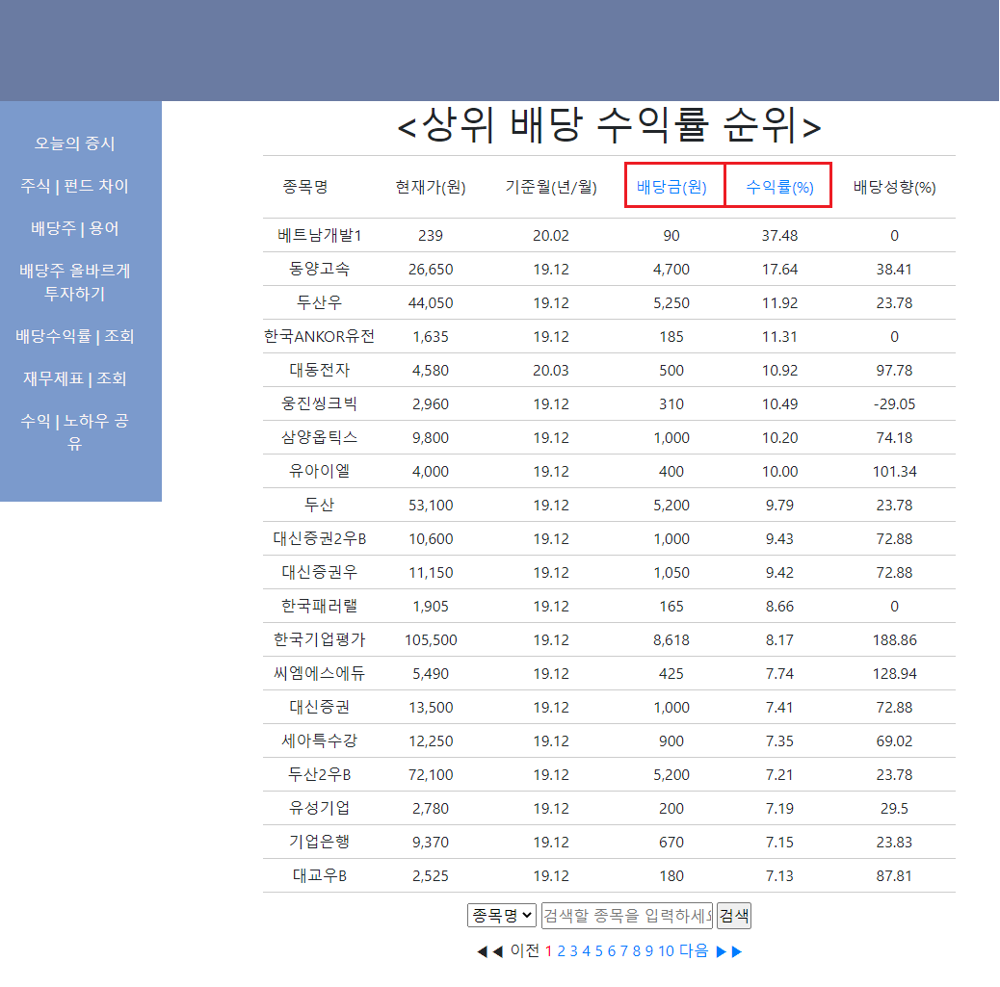 <상위 배당 수익률 순위>
오늘의 증시
주식 | 펀드 차이
배당주 | 용어
배당주 올바르게
투자하기
배당수익률 | 조회
재무제표 | 조회
수익 | 노하우 공
유
종목명 현재가(원) 기준월(년/월) 배당금(원) 수익률(%) 배당성향(%)
베트남개발1 239 20.02 90 37.48 0
동양고속 26,650 19.12 4,700 17.64 38.41
두산우 44,050 19.12 5,250 11.92 23.78
한국ANKOR유전 1,635 19.12 185 11.31 0
대동전자 4,580 20.03 500 10.92 97.78
웅진씽크빅 2,960 19.12 310 10.49 -29.05
삼양옵틱스 9,800 19.12 1,000 10.20 74.18
유아이엘 4,000 19.12 400 10.00 101.34
두산 53,100 19.12 5,200 9.79 23.78
대신증권2우B 10,600 19.12 1,000 9.43 72.88
대신증권우 11,150 19.12 1,050 9.42 72.88
한국패러랠 1,905 19.12 165 8.66 0
한국기업평가 105,500 19.12 8,618 8.17 188.86
씨엠에스에듀 5,490 19.12 425 7.74 128.94
대신증권 13,500 19.12 1,000 7.41 72.88
세아특수강 12,250 19.12 900 7.35 69.02
두산2우B 72,100 19.12 5,200 7.21 23.78
유성기업 2,780 19.12 200 7.19 29.5
기업은행 9,370 19.12 670 7.15 23.83
대교우B 2,525 19.12 180 7.13 87.81
종목명 검색할 종목을 입력하세요 검색
◀◀ 이전 1 2 3 4 5 6 7 8 9 10 다음 ▶▶